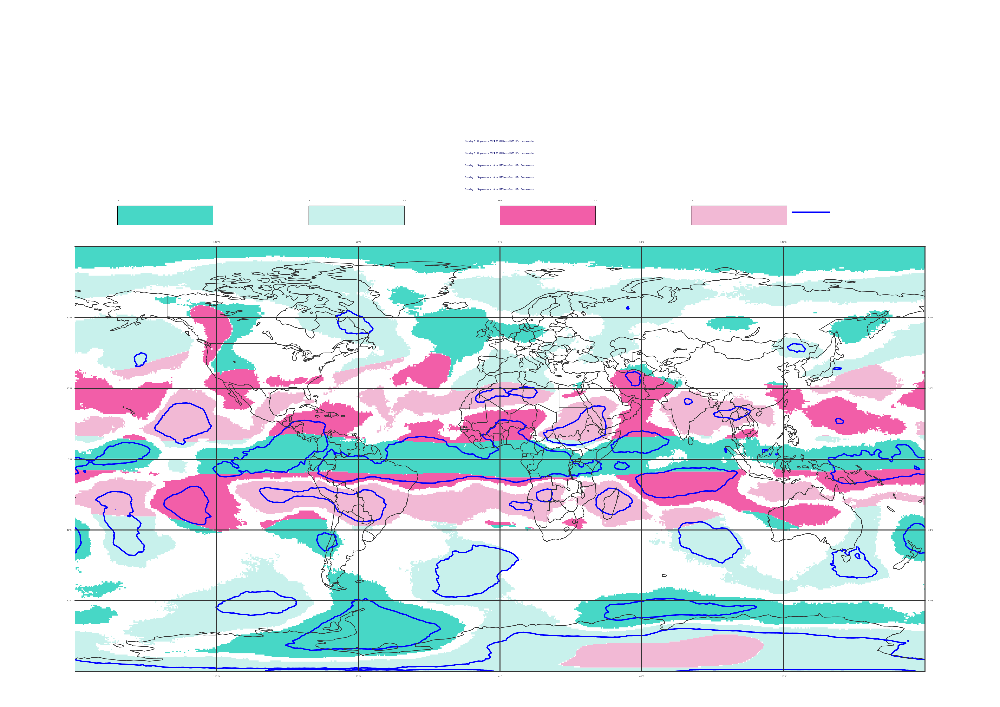 Sunday 01 September 2024 06 UTC ecmf 500 hPa Geopotential
Sunday 01 September 2024 06 UTC ecmf 500 hPa Geopotential
Sunday 01 September 2024 06 UTC ecmf 500 hPa Geopotential
Sunday 01 September 2024 06 UTC ecmf 500 hPa Geopotential
Sunday 01 September 2024 06 UTC ecmf 500 hPa Geopotential
0.9 1.1 0.9 1.1 0.9 1.1 0.9 1.1
120°W 60°W 0°E 60°E 120°E
60°N 60°N
30°N 30°N
0°N 0°N
30°S 30°S
60°S 60°S
120°W 60°W 0°E 60°E 120°E